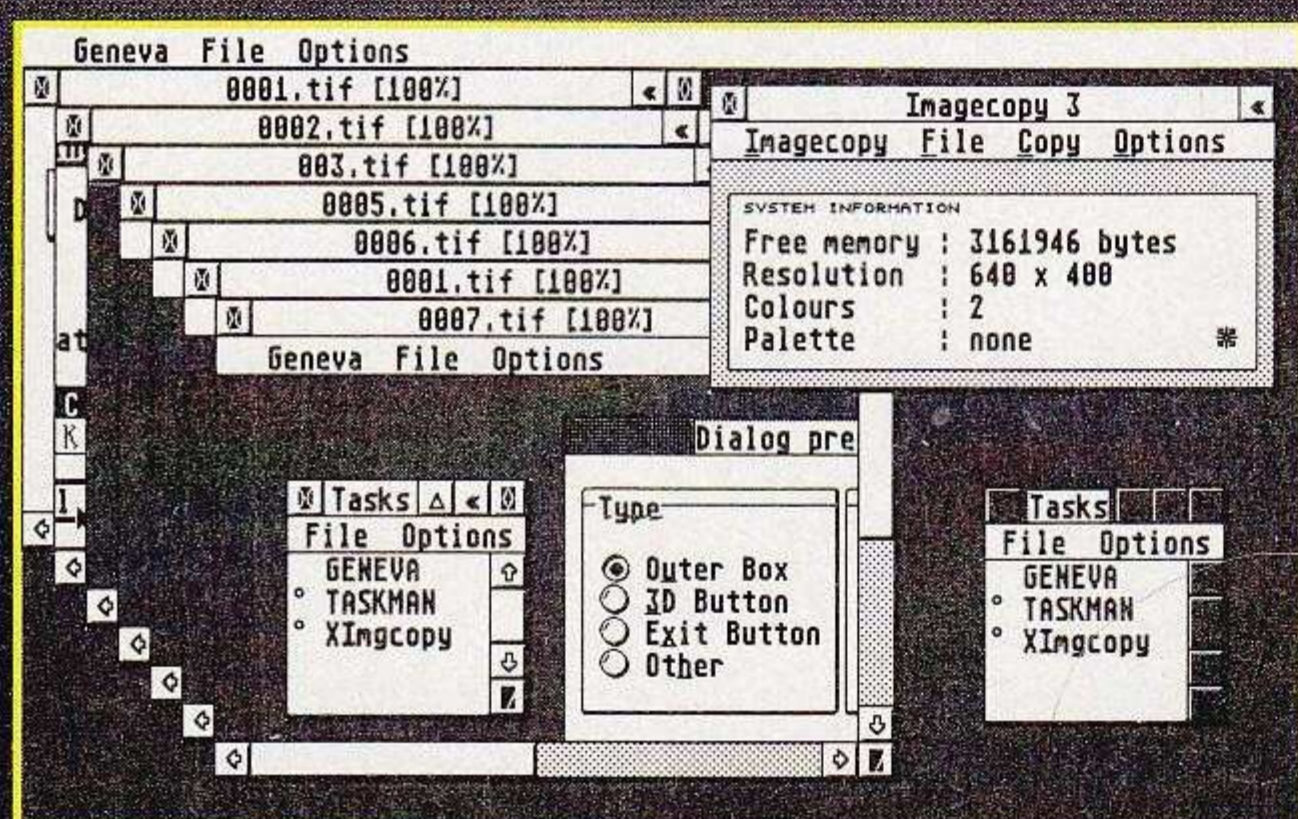 Geneva File Options
0001.tif [100%]
0002.tif [100%]
003.tif [100%]
0005.tif [100%]
0006.tif [100%]
0001.tif [100%]
0007.tif [100%]
Geneva File Options
Imagecopy 3
Imagecopy File Copy Options
SYSTEM INFORMATION
Free memory : 3161946 bytes
Resolution : 640 x 400
Colours : 2
Palette : none
D
at
C
K
l
Tasks
File Options
GENEVA
TASKMAN
XImgcopy
Dialog pre
Type
Outer Box
3D Button
Exit Button
Other
Tasks
File Options
GENEVA
TASKMAN
XImgcopy